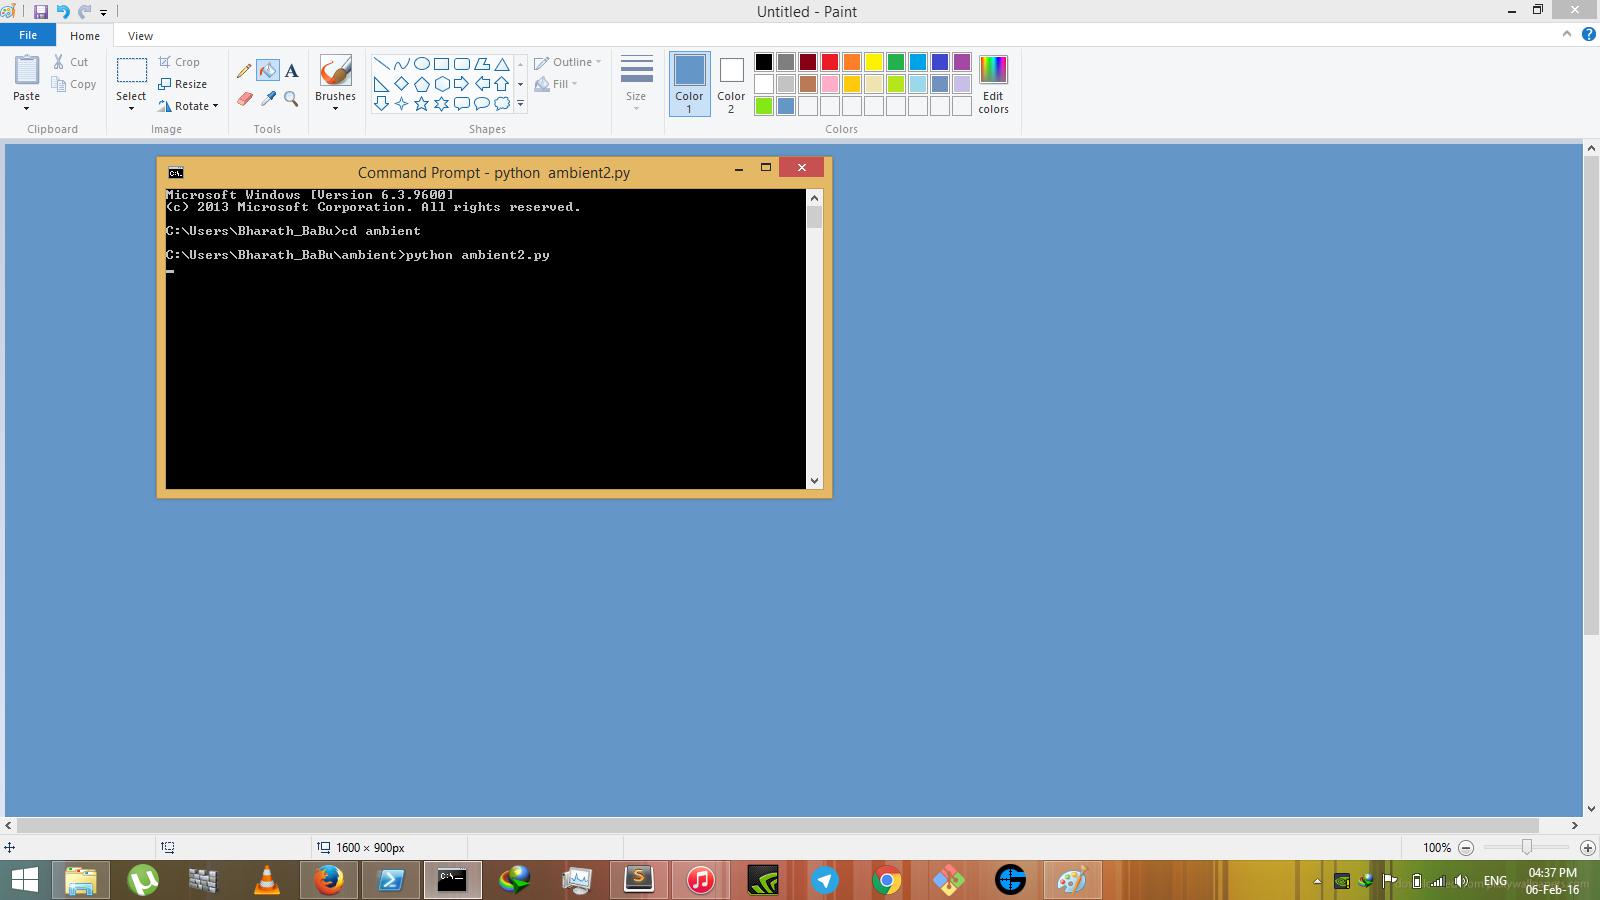 Untitled - Paint
File
Home
View
Paste
Cut
Copy
Clipboard
Select
Crop
Resize
Rotate
Image
A
Tools
Brushes
Outline
Fill
Shapes
Size
Color 1
Color 2
Edit colors
Colors
Command Prompt - python  ambient2.py
Microsoft Windows [Version 6.3.9600]
(c) 2013 Microsoft Corporation. All rights reserved.
C:\Users\Bharath_BaBu>cd ambient
C:\Users\Bharath_BaBu\ambient>python ambient2.py
1600 × 900px
100%
ENG
04:37 PM
06-Feb-16